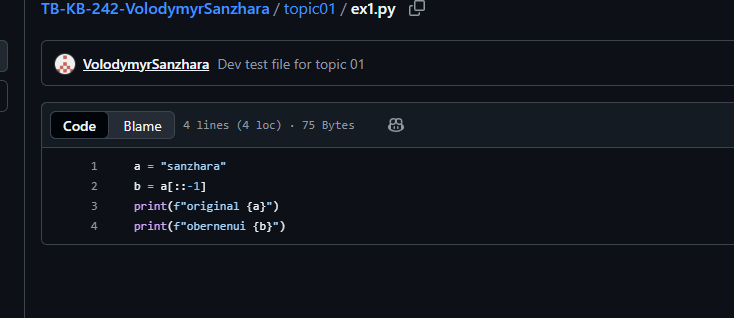 TB-KB-242-VolodymyrSanzhara / topic01 / ex1.py
VolodymyrSanzhara Dev test file for topic 01
Code Blame 4 lines (4 loc) · 75 Bytes
1 a = "sanzhara"
2 b = a[::-1]
3 print(f"original {a}")
4 print(f"obernenui {b}")